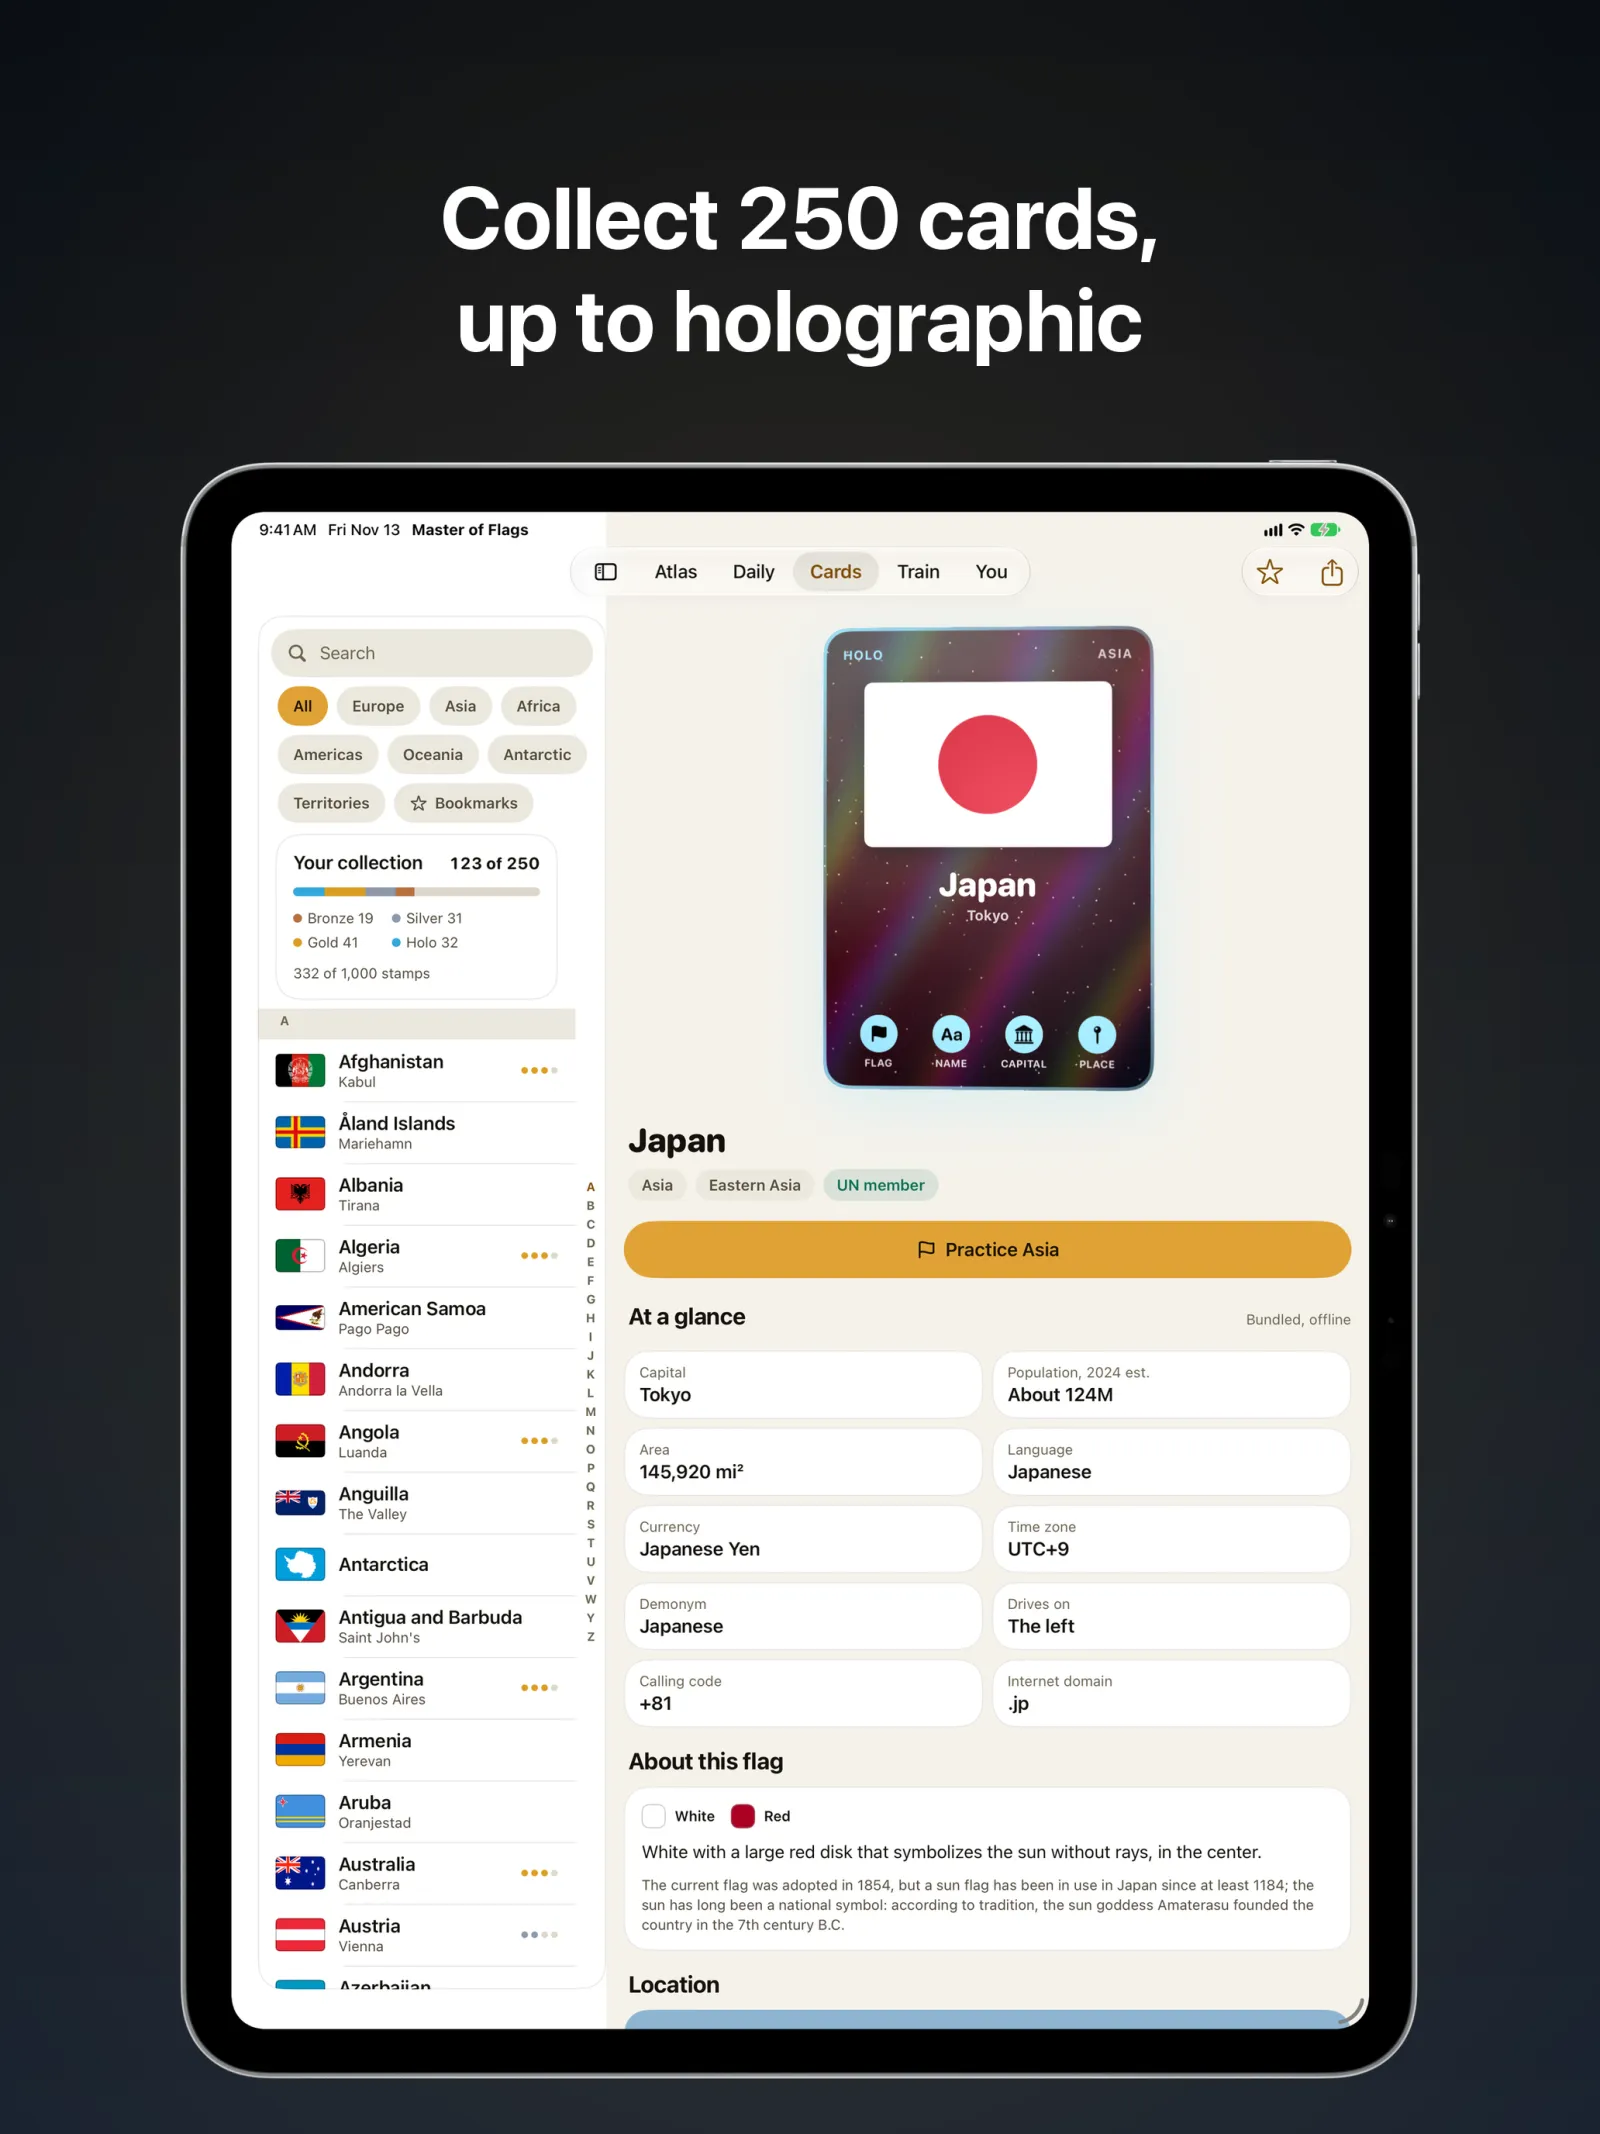 Collect 250 cards,
up to holographic
9:41 AM Fri Nov 13 Master of Flags
Atlas Daily Cards Train You
Search
All Europe Asia Africa
Americas Oceania Antarctic
Territories Bookmarks
Your collection 123 of 250
Bronze 19 Silver 31
Gold 41 Holo 32
332 of 1,000 stamps
A
Afghanistan
Kabul
Åland Islands
Mariehamn
Albania
Tirana
Algeria
Algiers
American Samoa
Pago Pago
Andorra
Andorra la Vella
Angola
Luanda
Anguilla
The Valley
Antarctica
Antigua and Barbuda
Saint John's
Argentina
Buenos Aires
Armenia
Yerevan
Aruba
Oranjestad
Australia
Canberra
Austria
Vienna
Azerbaijan
A
B
C
D
E
F
G
H
I
J
K
L
M
N
O
P
Q
R
S
T
U
V
W
Y
Z
HOLO ASIA
Japan
Tokyo
Aa
FLAG NAME CAPITAL PLACE
Japan
Asia Eastern Asia UN member
Practice Asia
At a glance Bundled, offline
Capital
Tokyo
Population, 2024 est.
About 124M
Area
145,920 mi²
Language
Japanese
Currency
Japanese Yen
Time zone
UTC+9
Demonym
Japanese
Drives on
The left
Calling code
+81
Internet domain
.jp
About this flag
White Red
White with a large red disk that symbolizes the sun without rays, in the center.
The current flag was adopted in 1854, but a sun flag has been in use in Japan since at least 1184; the
sun has long been a national symbol: according to tradition, the sun goddess Amaterasu founded the
country in the 7th century B.C.
Location